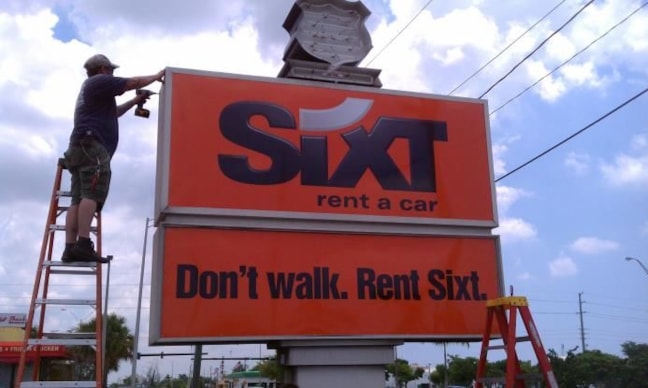 SiXT
rent a car
Don't walk. Rent Sixt.